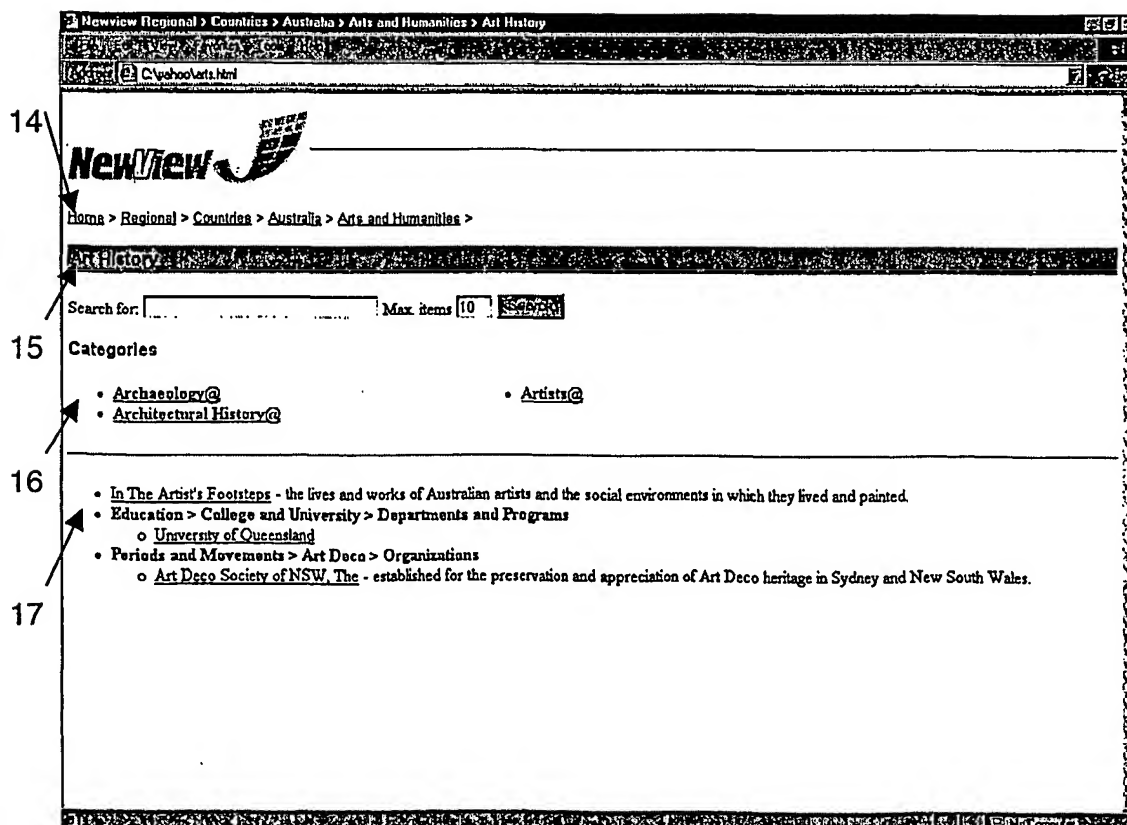 Newview Regional > Countries > Australia > Arts and Humanities > Art History
C:\yahoo\arts.html
14
NewView
Home > Regional > Countries > Australia > Arts and Humanities >
Art History
Search for: Max. items 10 Search
15
Categories
• Archaeology@ • Artists@
• Architectural History@
16
• In The Artist's Footsteps - the lives and works of Australian artists and the social environments in which they lived and painted.
• Education > College and University > Departments and Programs
o University of Queensland
• Periods and Movements > Art Deco > Organizations
o Art Deco Society of NSW, The - established for the preservation and appreciation of Art Deco heritage in Sydney and New South Wales.
17